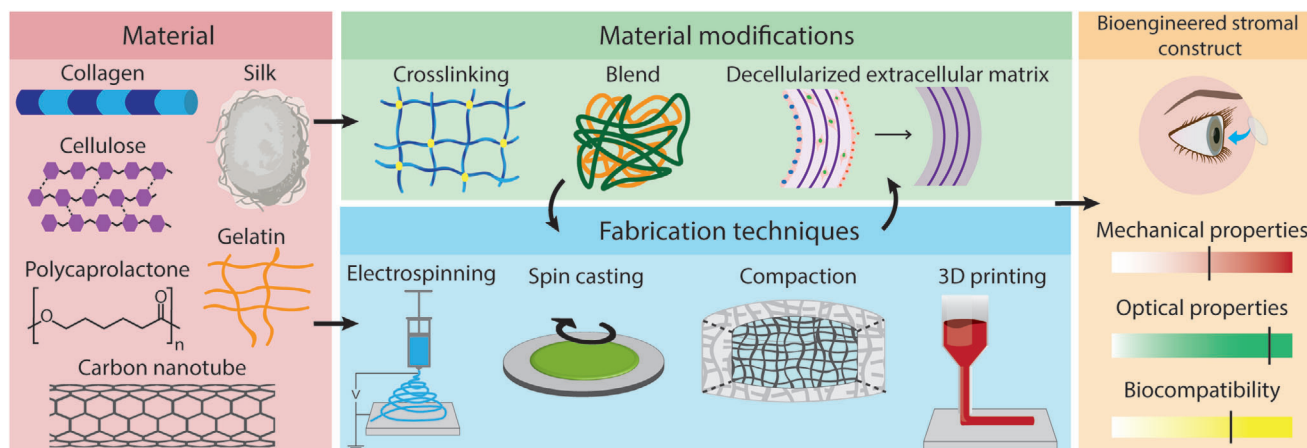 Material
Collagen
Silk
Cellulose
Gelatin
Polycaprolactone
O
O
n
Carbon nanotube
Material modifications
Crosslinking
Blend
Decellularized extracellular matrix
Fabrication techniques
Electrospinning
Spin casting
Compaction
3D printing
V
Bioengineered stromal
construct
Mechanical properties
Optical properties
Biocompatibility